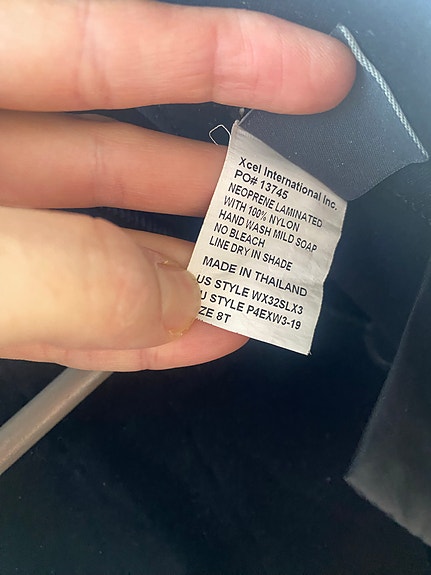 Xcel International Inc.
PO# 13745
NEOPRENE LAMINATED
WITH 100% NYLON
HAND WASH MILD SOAP
NO BLEACH
LINE DRY IN SHADE
MADE IN THAILAND
US STYLE WX32SLX3
U STYLE P4EXW3-19
ZE 8T